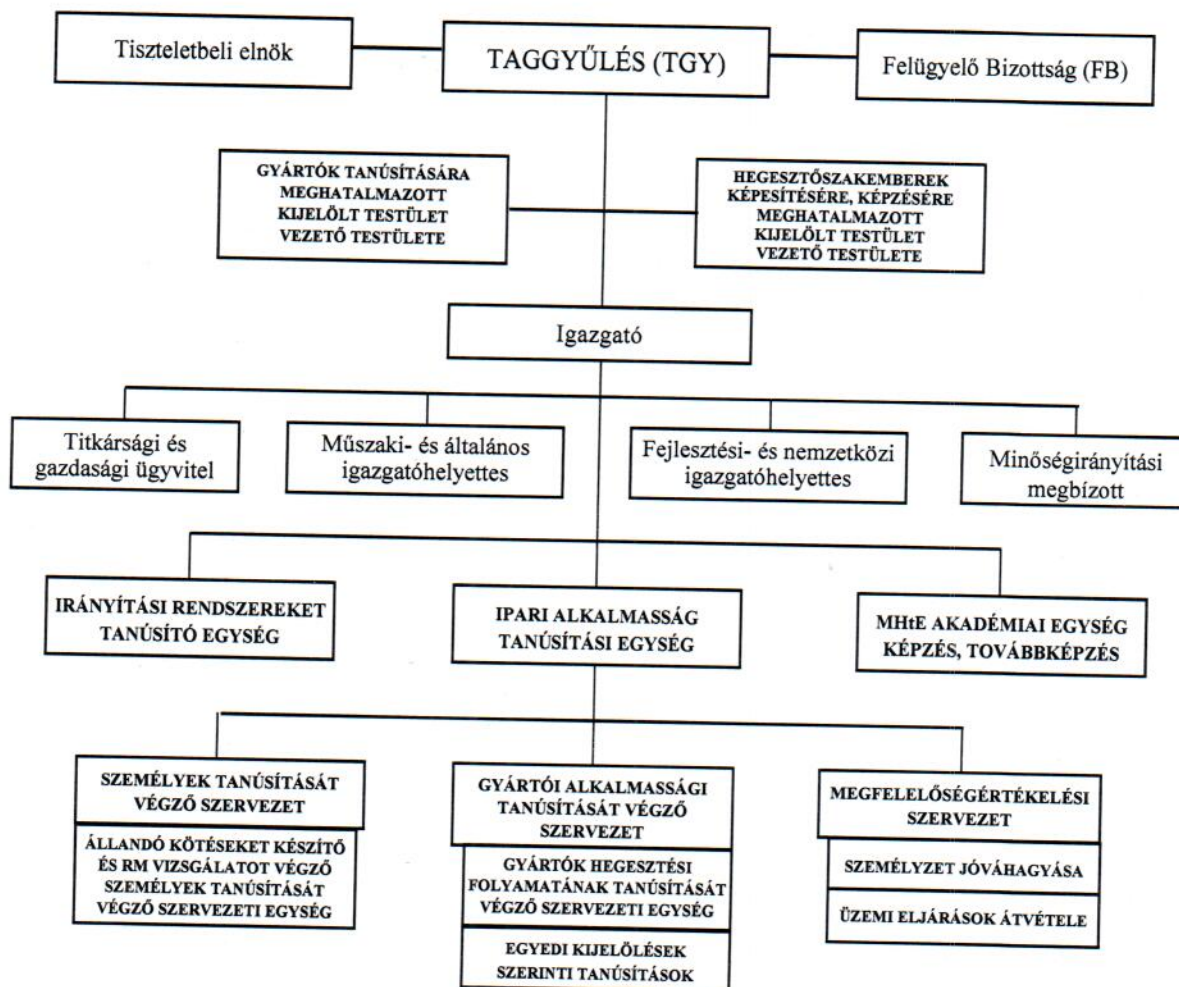 Tiszteletbeli elnök
TAGGYŰLÉS (TGY)
Felügyelő Bizottság (FB)
GYÁRTÓK TANÚSÍTÁSÁRA
MEGHATALMAZOTT
KIJELÖLT TESTÜLET
VEZETŐ TESTÜLETE
HEGESZTŐSZAKEMBEREK
KÉPESÍTÉSÉRE, KÉPZÉSÉRE
MEGHATALMAZOTT
KIJELÖLT TESTÜLET
VEZETŐ TESTÜLETE
Igazgató
Titkársági és
gazdasági ügyvitel
Műszaki- és általános
igazgatóhelyettes
Fejlesztési- és nemzetközi
igazgatóhelyettes
Minőségirányítási
megbízott
IRÁNYÍTÁSI RENDSZEREKET
TANÚSÍTÓ EGYSÉG
IPARI ALKALMASSÁG
TANÚSÍTÁSI EGYSÉG
MHtE AKADÉMIAI EGYSÉG
KÉPZÉS, TOVÁBBKÉPZÉS
SZEMÉLYEK TANÚSÍTÁSÁT
VÉGZŐ SZERVEZET
ÁLLANDÓ KÖTÉSEKET KÉSZÍTŐ
ÉS RM VIZSGÁLATOT VÉGZŐ
SZEMÉLYEK TANÚSÍTÁSÁT
VÉGZŐ SZERVEZETI EGYSÉG
GYÁRTÓI ALKALMASSÁGI
TANÚSÍTÁSÁT VÉGZŐ
SZERVEZET
GYÁRTÓK HEGESZTÉSI
FOLYAMATÁNAK TANÚSÍTÁSÁT
VÉGZŐ SZERVEZETI EGYSÉG
EGYEDI KIJELÖLÉSEK
SZERINTI TANÚSÍTÁSOK
MEGFELELŐSÉGÉRTÉKELÉSI
SZERVEZET
SZEMÉLYZET JÓVÁHAGYÁSA
ÜZEMI ELJÁRÁSOK ÁTVÉTELE